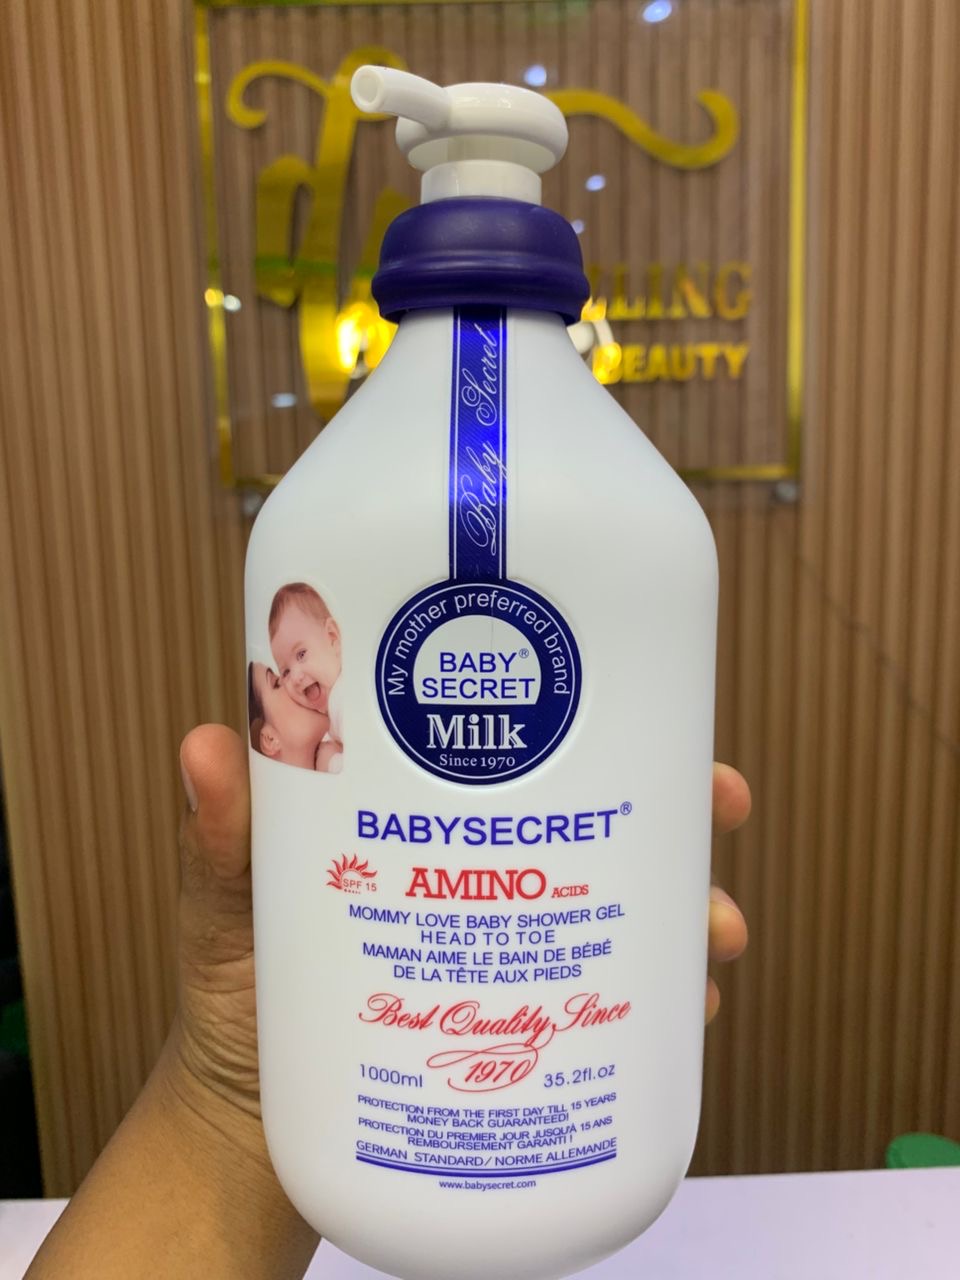 LING
BEAUTY
Baby Secret
My mother preferred brand
BABY®
SECRET
Milk
Since 1970
BABYSECRET®
SPF 15
AMINO ACIDS
MOMMY LOVE BABY SHOWER GEL
HEAD TO TOE
MAMAN AIME LE BAIN DE BÉBÉ
DE LA TÊTE AUX PIEDS
Best Quality Since
1970
1000ml
35.2fl.oz
PROTECTION FROM THE FIRST DAY TILL 15 YEARS
MONEY BACK GUARANTEED!
PROTECTION DU PREMIER JOUR JUSQU'À 15 ANS
REMBOURSEMENT GARANTI !
GERMAN STANDARD/ NORME ALLEMANDE
www.babysecret.com